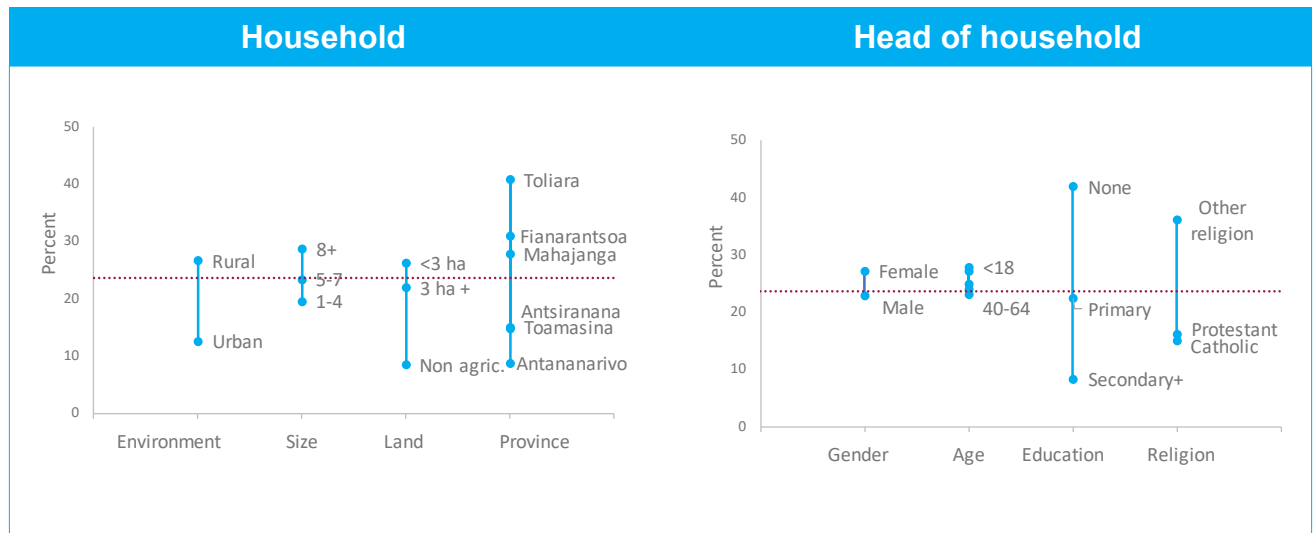 Household
Head of household
Percent
50
40
30
20
10
0
Rural
Urban
8+
5-7
1-4
<3 ha
3 ha +
Non agric.
Toliara
Fianarantsoa
Mahajanga
Antsiranana
Toamasina
Antananarivo
Environment
Size
Land
Province
Percent
50
40
30
20
10
0
Female
Male
<18
40-64
None
Primary
Secondary+
Other
religion
Protestant
Catholic
Gender
Age
Education
Religion